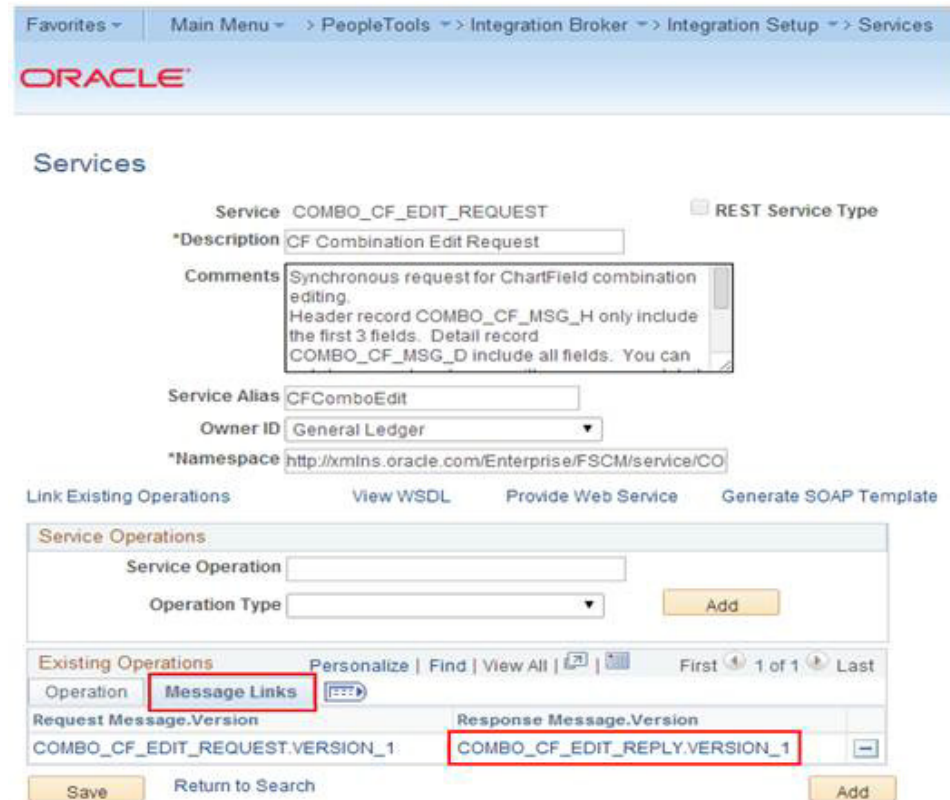 Favorites Main Menu > PeopleTools > Integration Broker > Integration Setup > Services
ORACLE
Services
Service COMBO_CF_EDIT_REQUEST REST Service Type
*Description CF Combination Edit Request
Comments Synchronous request for ChartField combination
editing.
Header record COMBO_CF_MSG_H only include
the first 3 fields. Detail record
COMBO_CF_MSG_D include all fields. You can
Service Alias CFComboEdit
Owner ID General Ledger
*Namespace http://xmlns.oracle.com/Enterprise/FSCM/service/CO
Link Existing Operations View WSDL Provide Web Service Generate SOAP Template
Service Operations
Service Operation
Operation Type Add
Existing Operations Personalize | Find | View All | First 1 of 1 Last
Operation Message Links
Request Message.Version Response Message.Version
COMBO_CF_EDIT_REQUEST.VERSION_1 COMBO_CF_EDIT_REPLY.VERSION_1
Save Return to Search Add